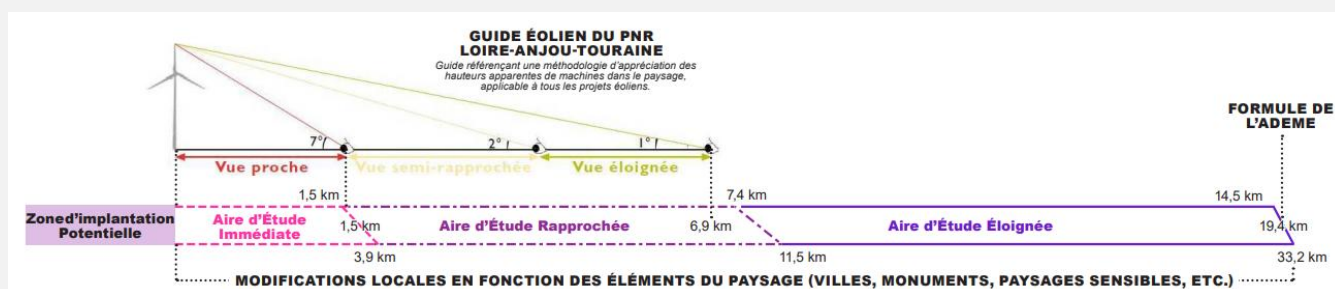 GUIDE ÉOLIEN DU PNR
LOIRE-ANJOU-TOURAINE
Guide référençant une méthodologie d'appréciation des
hauteurs apparentes de machines dans le paysage,
applicable à tous les projets éoliens.
FORMULE DE
L'ADEME
7°
2°
1°
Vue proche
Vue semi-rapprochée
Vue éloignée
1,5 km
7,4 km
14,5 km
Zone d'implantation
Potentielle
Aire d'Étude
Immédiate
1,5 km
Aire d'Étude Rapprochée
6,9 km
Aire d'Étude Éloignée
19,4 km
3,9 km
11,5 km
33,2 km
MODIFICATIONS LOCALES EN FONCTION DES ÉLÉMENTS DU PAYSAGE (VILLES, MONUMENTS, PAYSAGES SENSIBLES, ETC.)